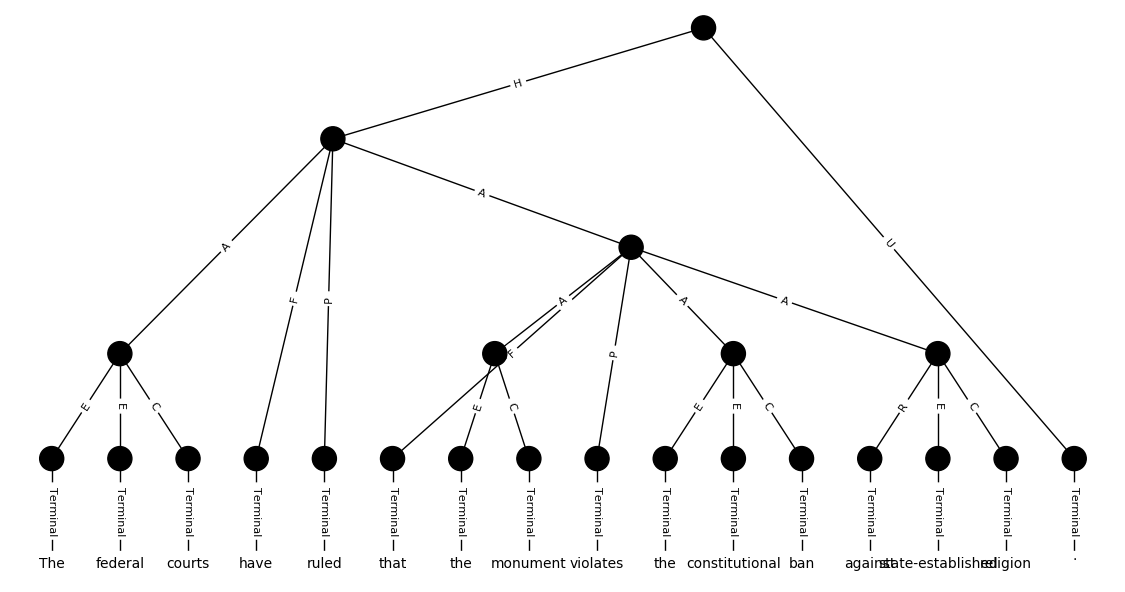 H
A
A
U
A
F
P
A
F
P
A
A
E
E
C
E
C
E
E
C
R
E
C
Terminal Terminal Terminal Terminal Terminal Terminal Terminal Terminal Terminal Terminal Terminal Terminal Terminal Terminal Terminal Terminal
The federal courts have ruled that the monument violates the constitutional ban against state-established religion .